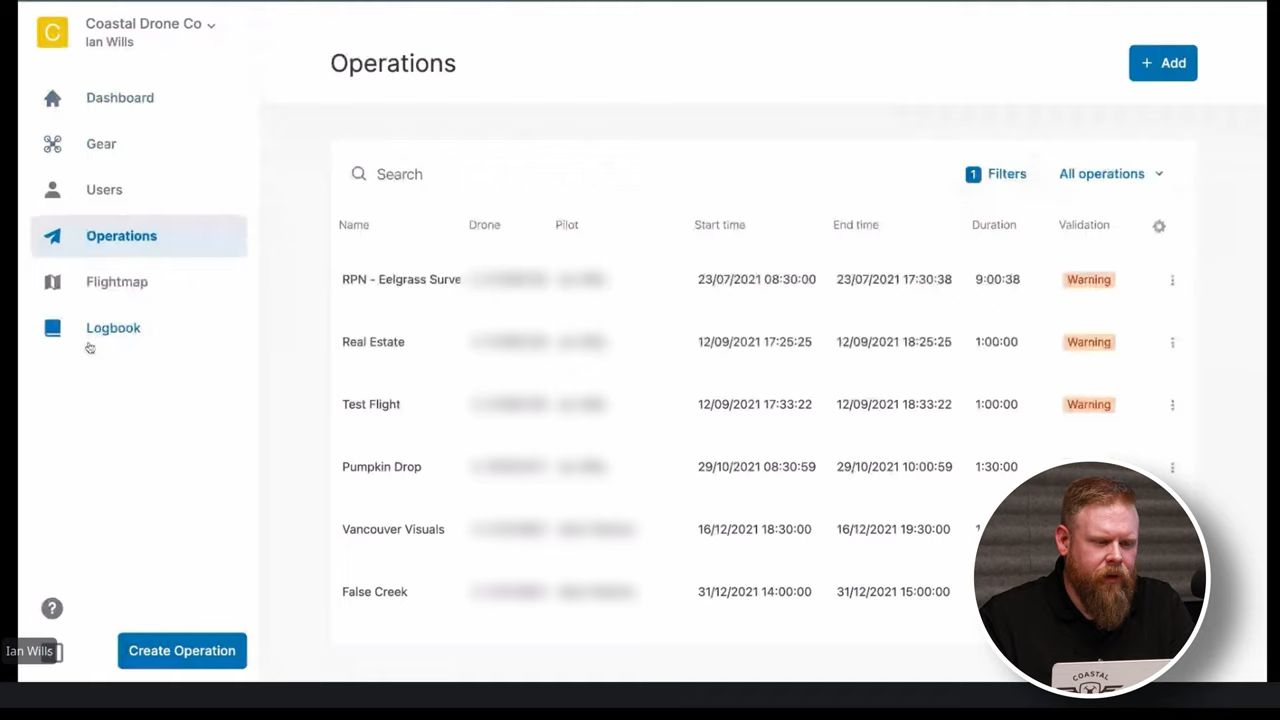 C
Coastal Drone Co
Ian Wills
Dashboard
Gear
Users
Operations
Flightmap
Logbook
?
Ian Wills
Create Operation
Operations
+ Add
Search
1 Filters
All operations
Name Drone Pilot Start time End time Duration Validation
RPN - Eelgrass Surve 23/07/2021 08:30:00 23/07/2021 17:30:38 9:00:38 Warning
Real Estate 12/09/2021 17:25:25 12/09/2021 18:25:25 1:00:00 Warning
Test Flight 12/09/2021 17:33:22 12/09/2021 18:33:22 1:00:00 Warning
Pumpkin Drop 29/10/2021 08:30:59 29/10/2021 10:00:59 1:30:00
Vancouver Visuals 16/12/2021 18:30:00 16/12/2021 19:30:00
False Creek 31/12/2021 14:00:00 31/12/2021 15:00:00
COASTAL